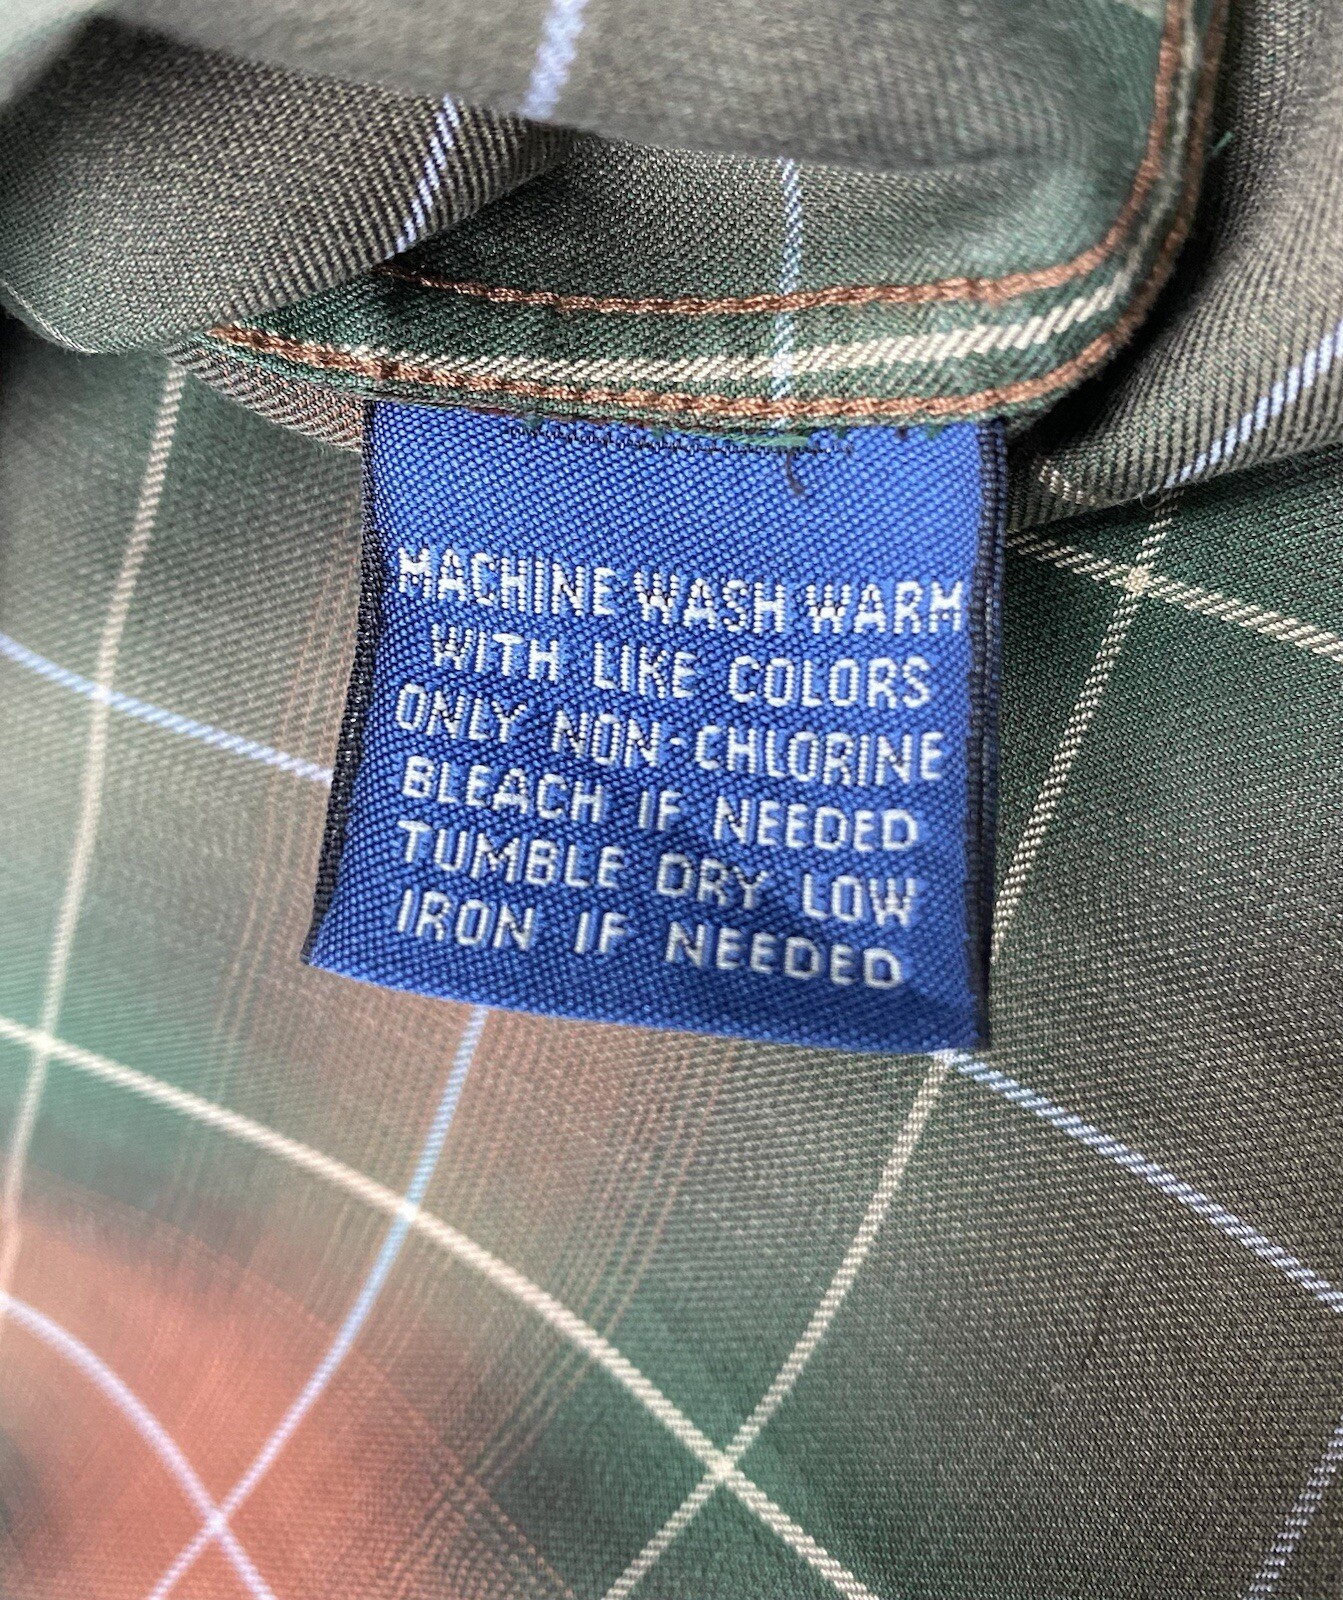 MACHINE WASH WARM
WITH LIKE COLORS
ONLY NON-CHLORINE
BLEACH IF NEEDED
TUMBLE DRY LOW
IRON IF NEEDED